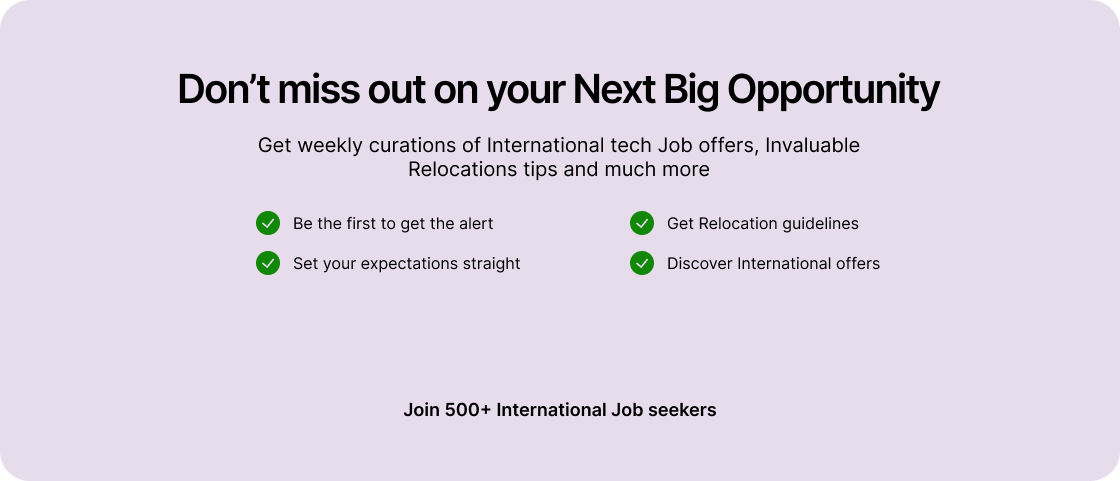 Don’t miss out on your Next Big Opportunity
Get weekly curations of International tech Job offers, Invaluable
Relocations tips and much more
Be the first to get the alert
Get Relocation guidelines
Set your expectations straight
Discover International offers
Join 500+ International Job seekers